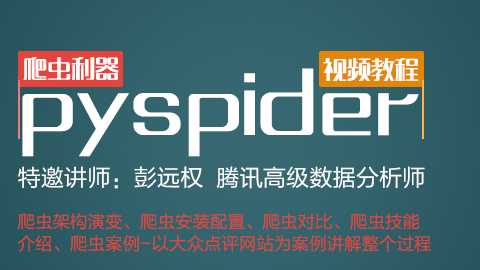 爬虫利器 视频教程
pyspider
特邀讲师：彭远权 腾讯高级数据分析师
爬虫架构演变、爬虫安装配置、爬虫对比、爬虫技能
介绍、爬虫案例-以大众点评网站为案例讲解整个过程